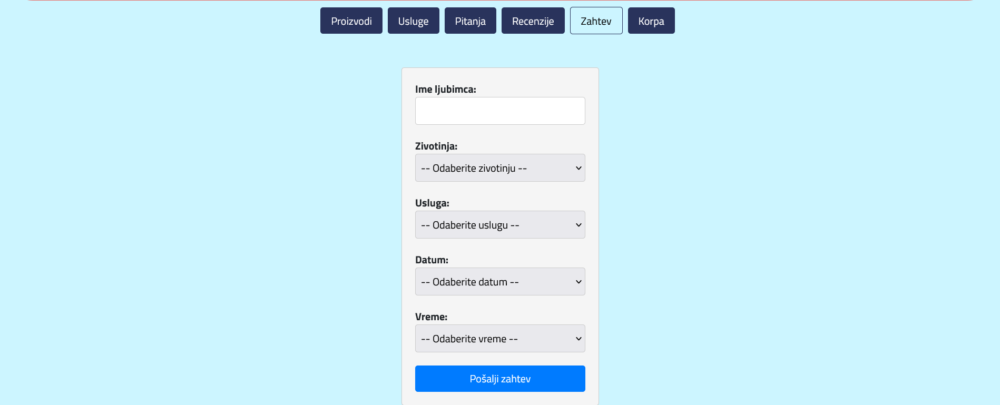 Proizvodi Usluge Pitanja Recenzije Zahtev Korpa
Ime ljubimca:
Zivotinja:
-- Odaberite zivotinju --
Usluga:
-- Odaberite uslugu --
Datum:
-- Odaberite datum --
Vreme:
-- Odaberite vreme --
Pošalji zahtev